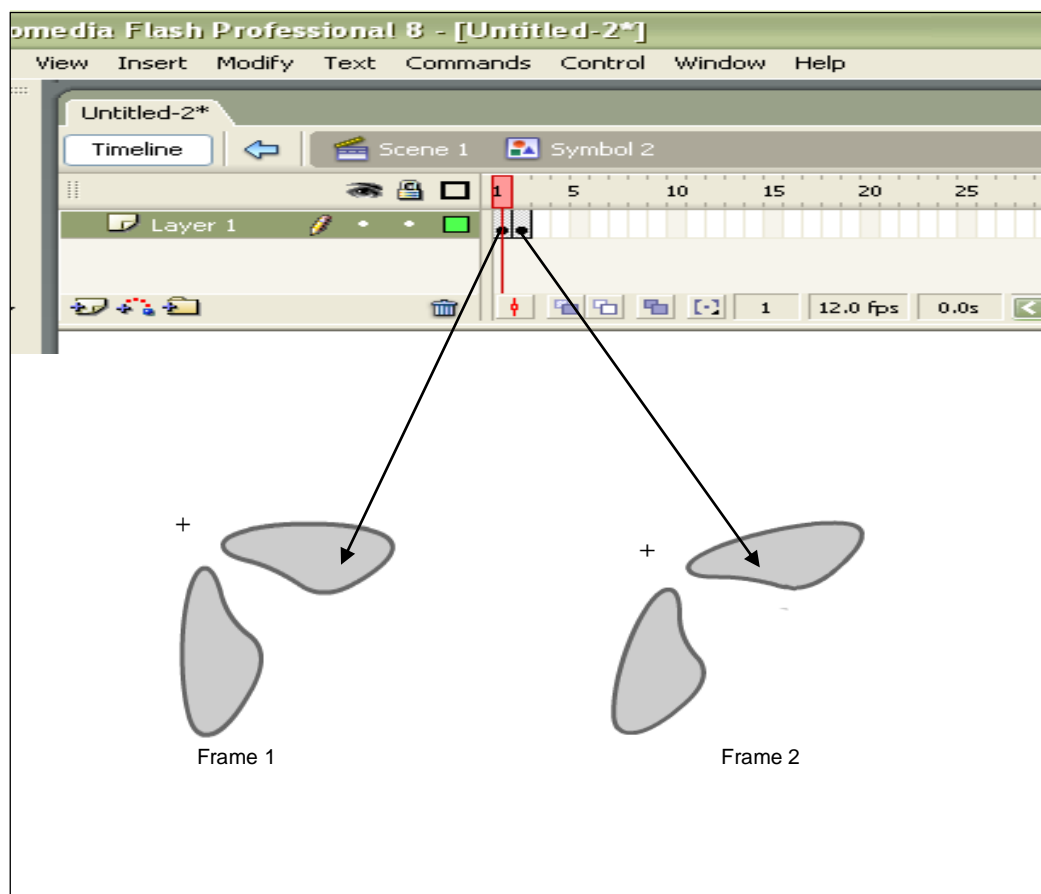 omedia Flash Professional 8 - [Untitled-2*]
View Insert Modify Text Commands Control Window Help
Untitled-2*
Timeline Scene 1 Symbol 2
1 5 10 15 20 25
Layer 1
1 12.0 fps 0.0s
Frame 1 Frame 2